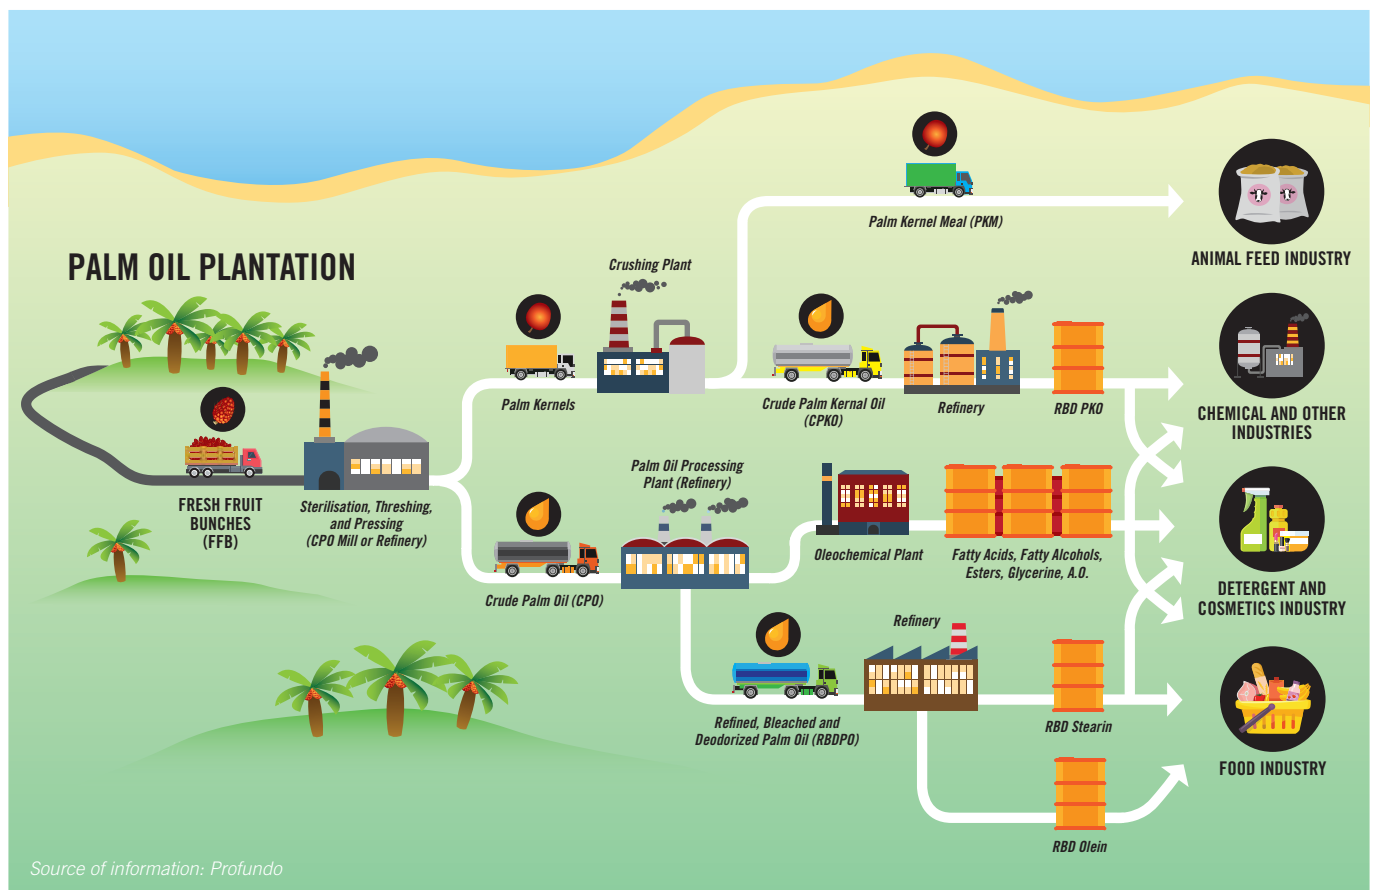 Palm Kernel Meal (PKM)
ANIMAL FEED INDUSTRY
PALM OIL PLANTATION
Crushing Plant
Palm Kernels
Crude Palm Kernal Oil
(CPKO)
Refinery
RBD PKO
CHEMICAL AND OTHER
INDUSTRIES
FRESH FRUIT
BUNCHES
(FFB)
Sterilisation, Threshing,
and Pressing
(CPO Mill or Refinery)
Palm Oil Processing
Plant (Refinery)
Oleochemical Plant
Fatty Acids, Fatty Alcohols,
Esters, Glycerine, A.O.
Crude Palm Oil (CPO)
DETERGENT AND
COSMETICS INDUSTRY
Refinery
Refined, Bleached and
Deodorized Palm Oil (RBDPO)
RBD Stearin
FOOD INDUSTRY
RBD Olein
Source of information: Profundo